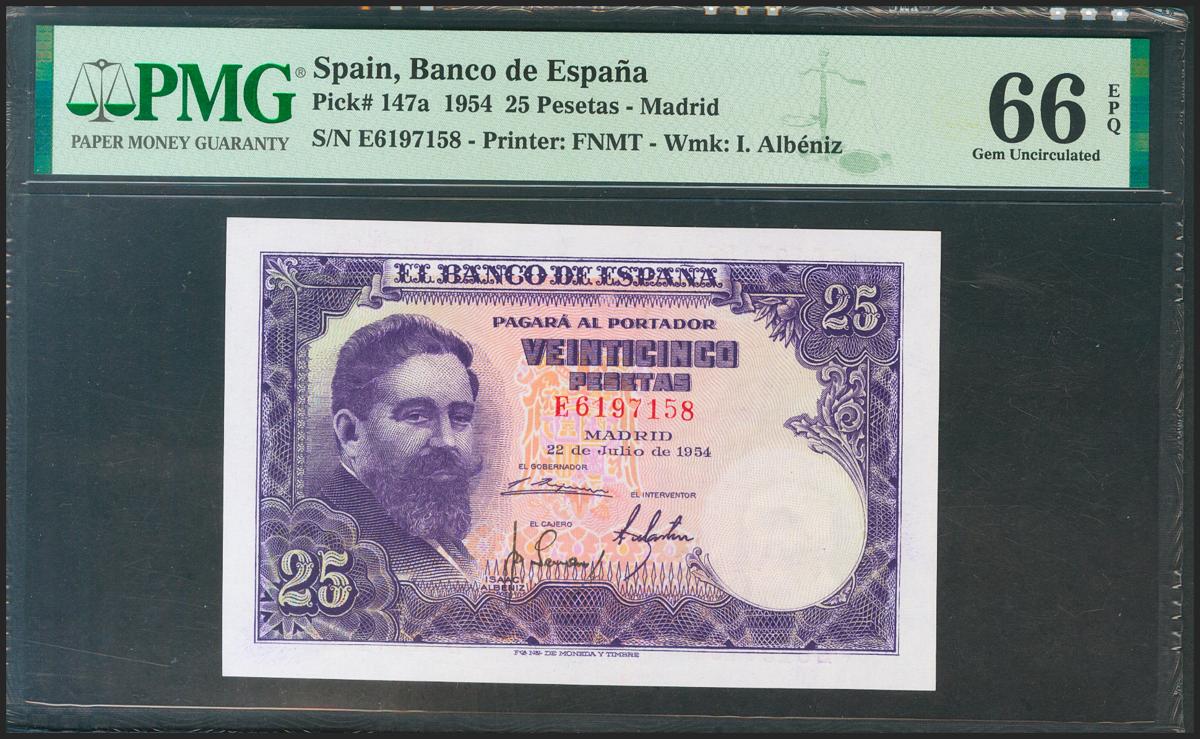 PMG®
PAPER MONEY GUARANTY
Spain, Banco de España
Pick# 147a 1954 25 Pesetas - Madrid
S/N E6197158 - Printer: FNMT - Wmk: I. Albéniz
66 EPQ
Gem Uncirculated
EL BANCO DE ESPAÑA
25
PAGARÁ AL PORTADOR
VEINTICINCO
PESETAS
E6197158
MADRID
22 de Julio de 1954
EL GOBERNADOR
EL INTERVENTOR
EL CAJERO
ISAAC
ALBENIZ
25
Fca. Nal. DE MONEDA Y TIMBRE